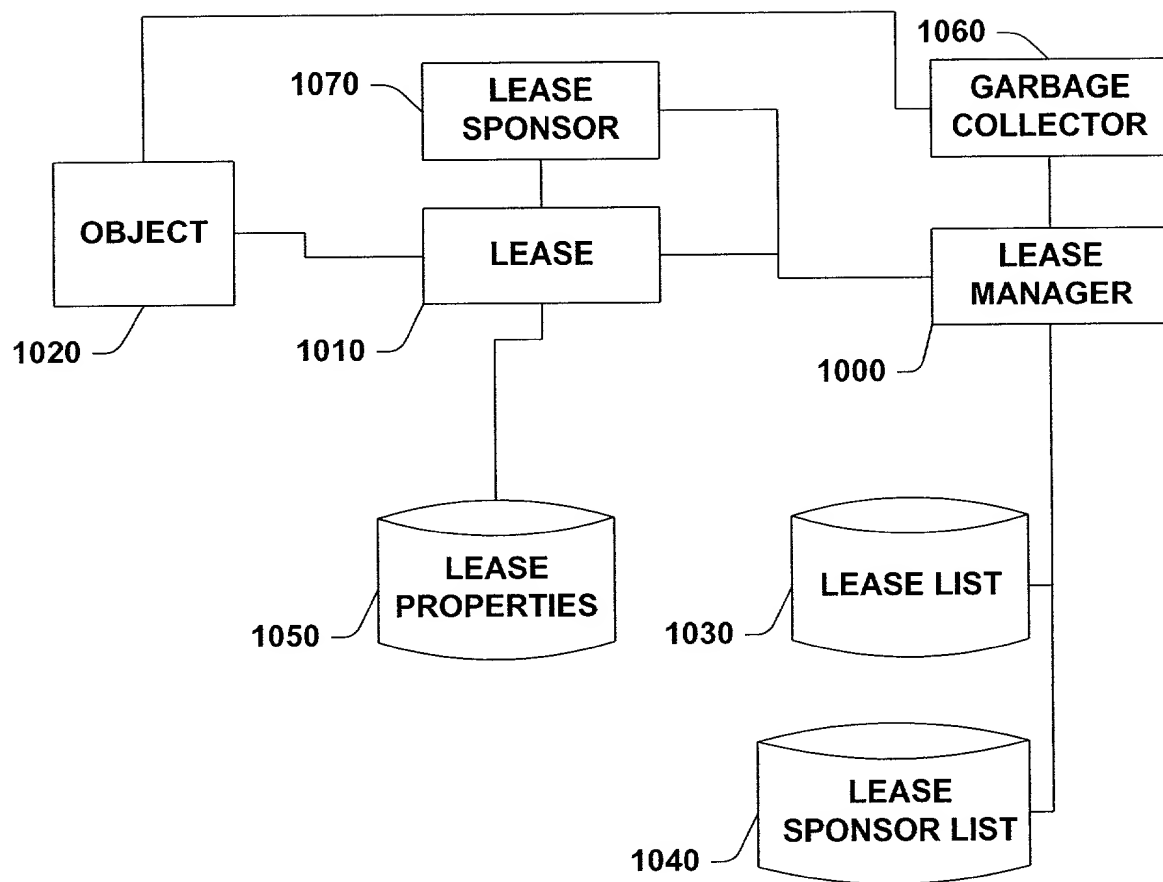 1060
1070
LEASE
SPONSOR
GARBAGE
COLLECTOR
OBJECT
LEASE
LEASE
MANAGER
1020
1010
1000
LEASE
PROPERTIES
LEASE LIST
1050
1030
LEASE
SPONSOR LIST
1040